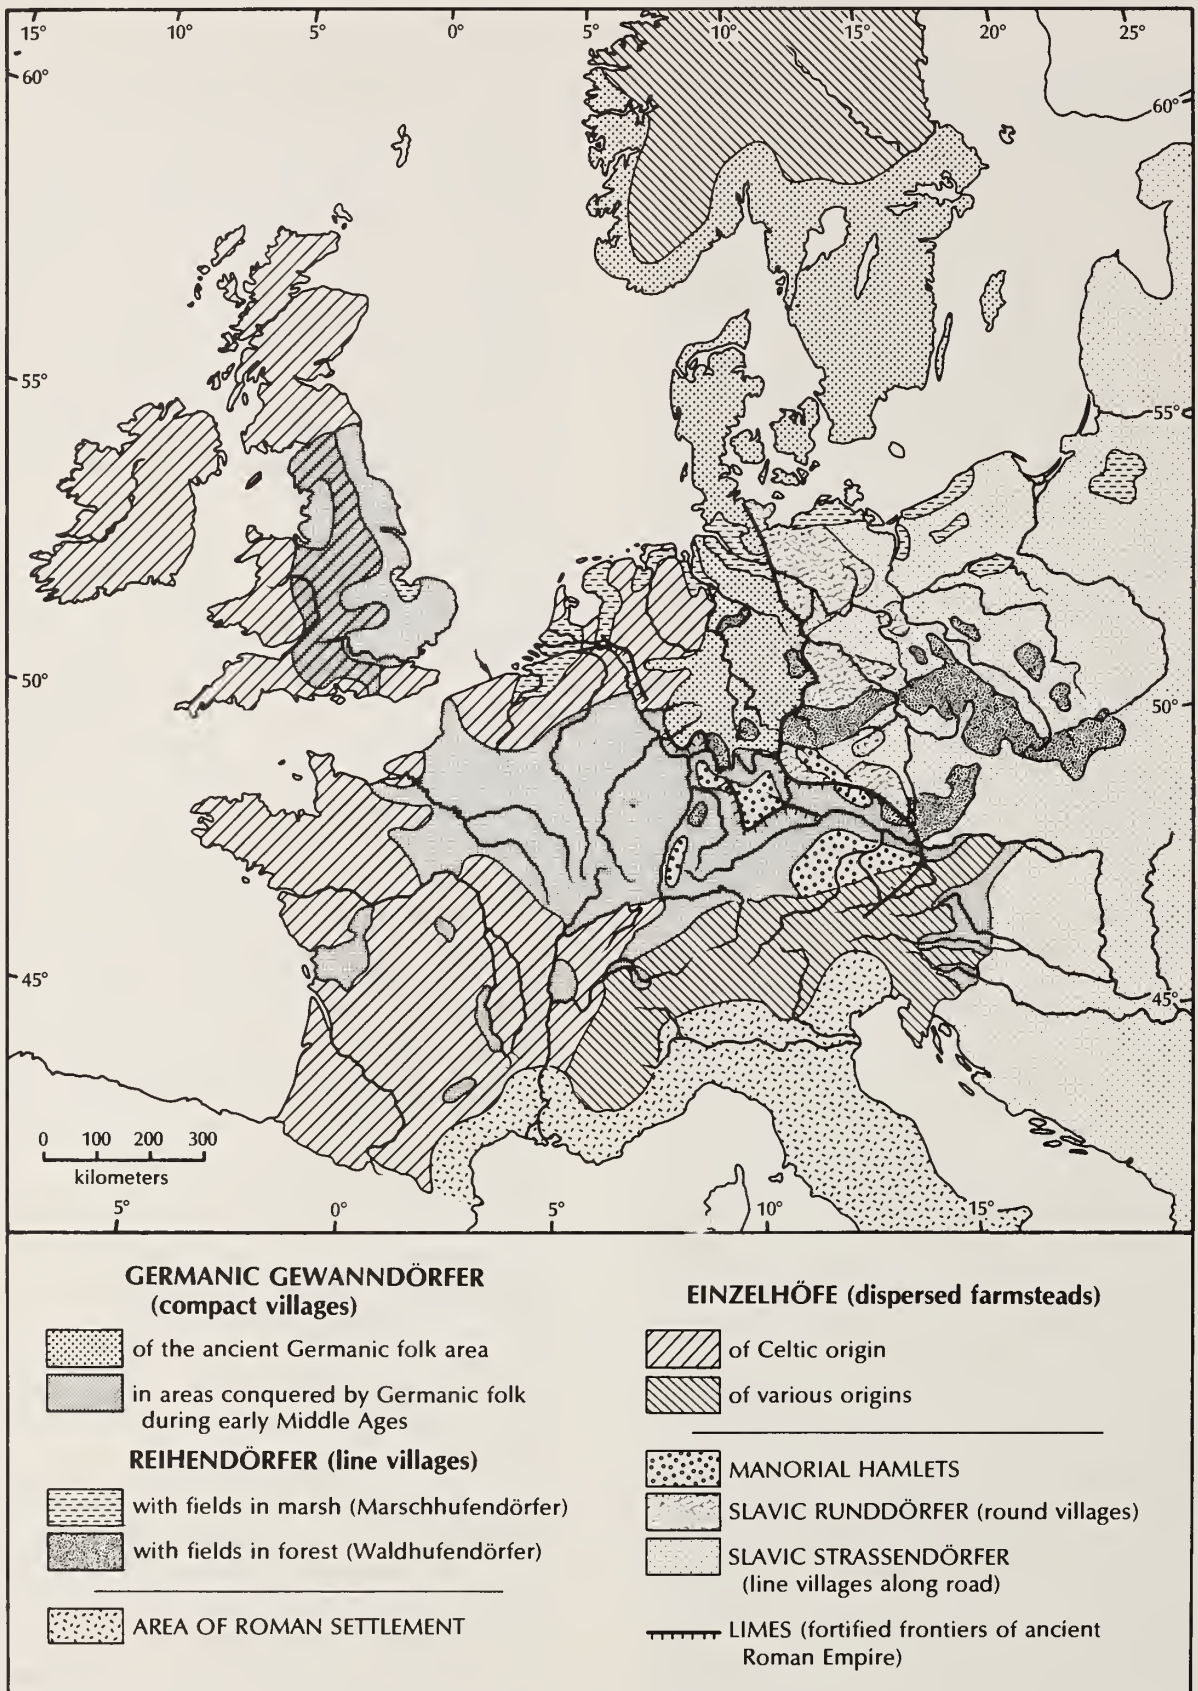 15° 10° 5° 0° 5° 10° 15° 20° 25°
60° 60°
55° 55°
50° 50°
45° 45°
0 100 200 300
kilometers
5° 0° 5° 10° 15°
GERMANIC GEWANNDÖRFER
(compact villages)
of the ancient Germanic folk area
in areas conquered by Germanic folk
during early Middle Ages
REIHENDÖRFER (line villages)
with fields in marsh (Marschhufendörfer)
with fields in forest (Waldhufendörfer)
AREA OF ROMAN SETTLEMENT
EINZELHÖFE (dispersed farmsteads)
of Celtic origin
of various origins
MANORIAL HAMLETS
SLAVIC RUNDDÖRFER (round villages)
SLAVIC STRASSENDÖRFER
(line villages along road)
LIMES (fortified frontiers of ancient
Roman Empire)